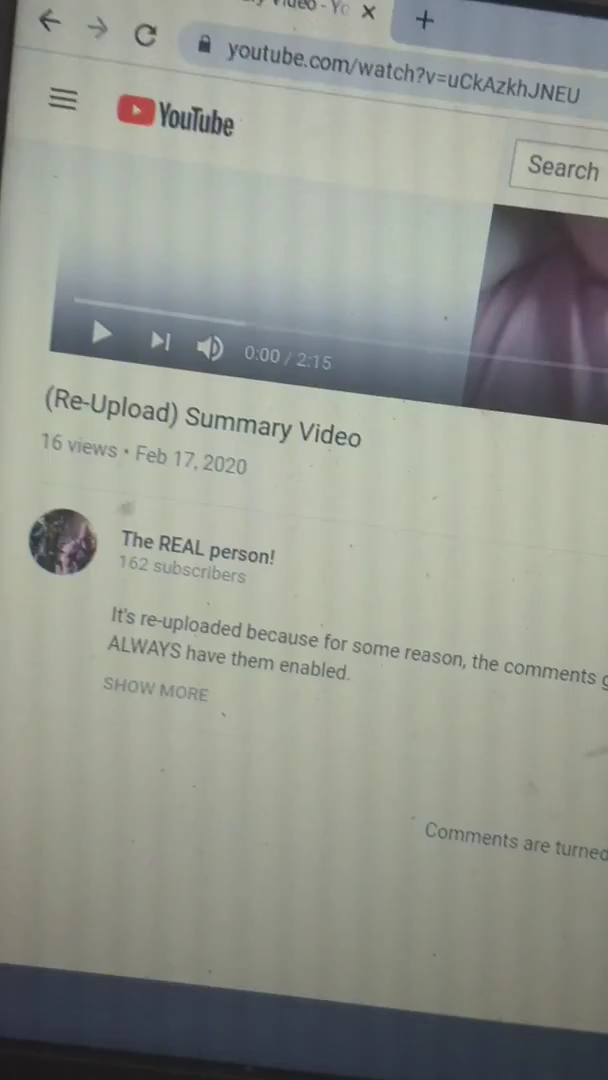 youtube.com/watch?v=uCkAzkhJNEU
YouTube
Search
0:00 / 2:15
(Re-Upload) Summary Video
16 views • Feb 17, 2020
The REAL person!
162 subscribers
It's re-uploaded because for some reason, the comments
ALWAYS have them enabled.
SHOW MORE
Comments are turned